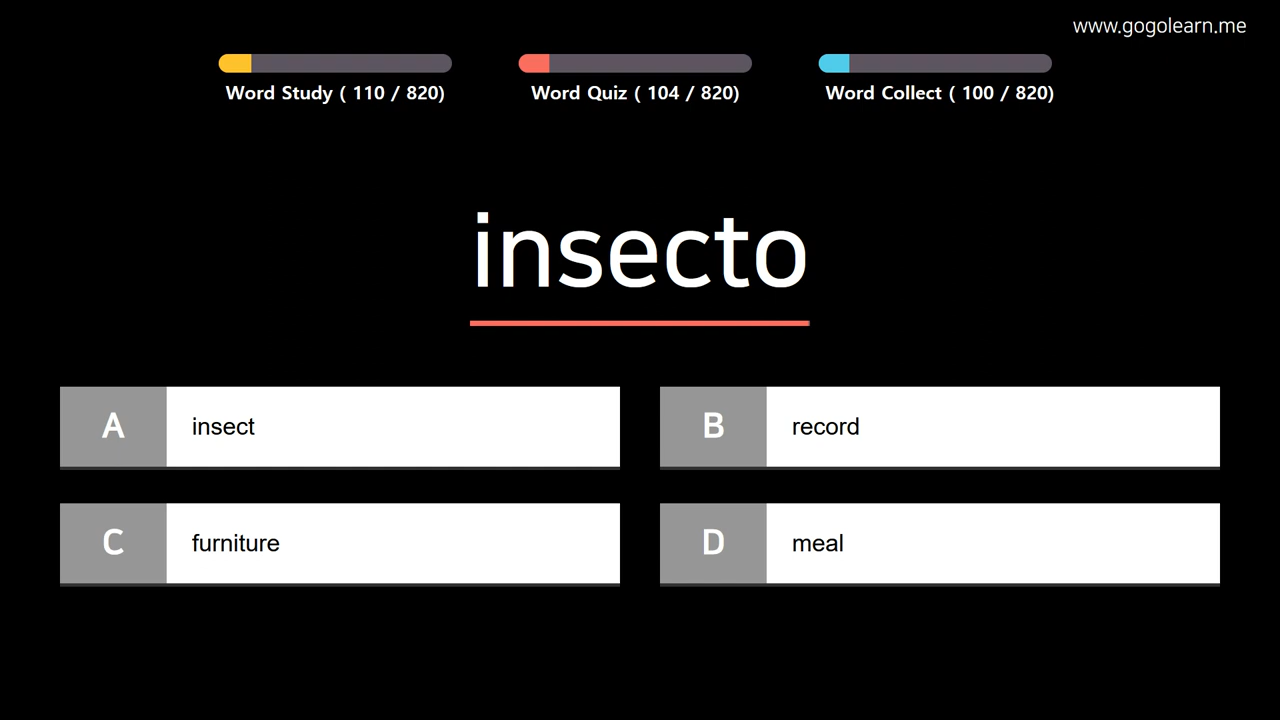 www.gogolearn.me
Word Study ( 110 / 820)
Word Quiz ( 104 / 820)
Word Collect ( 100 / 820)
insecto
A insect
B record
C furniture
D meal